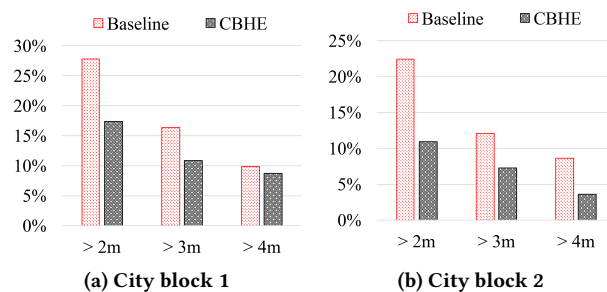 Baseline CBHE
30%
25%
20%
15%
10%
5%
0%
> 2m > 3m > 4m
(a) City block 1
Baseline CBHE
25%
20%
15%
10%
5%
0%
> 2m > 3m > 4m
(b) City block 2